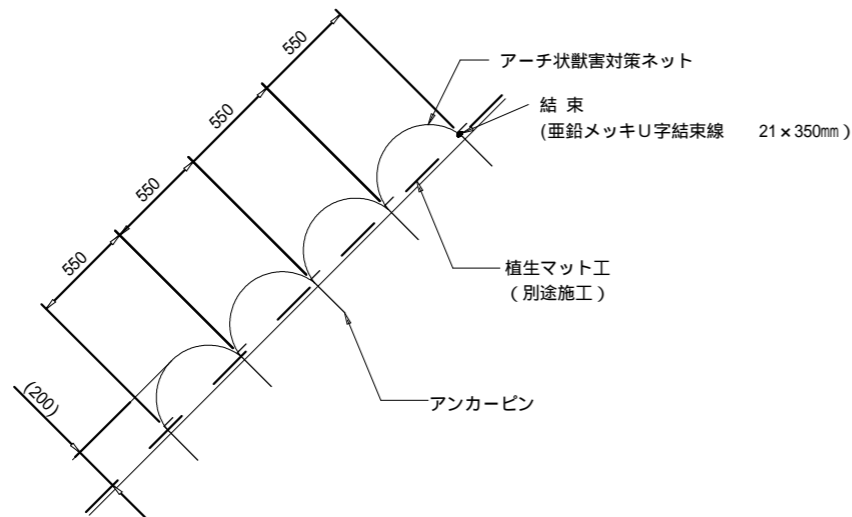 550
アーチ状獣害対策ネット
550
結 束
(亜鉛メッキU字結束線 21×350㎜)
550
550
植生マット工
(別途施工)
(200)
アンカーピン